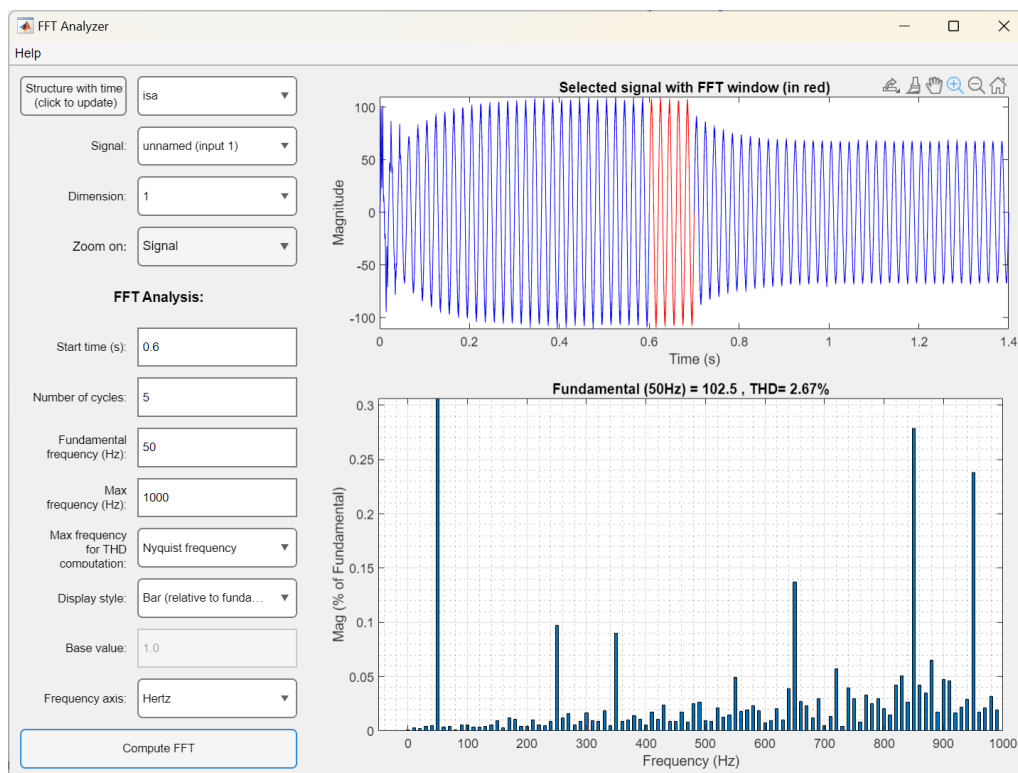 FFT Analyzer
Help
Structure with time
(click to update)
isa
Signal:
unnamed (input 1)
Dimension:
1
Zoom on:
Signal
FFT Analysis:
Start time (s):
0.6
Number of cycles:
5
Fundamental
frequency (Hz):
50
Max
frequency (Hz):
1000
Max frequency
for THD
computation:
Nyquist frequency
Display style:
Bar (relative to funda...
Base value:
1.0
Frequency axis:
Hertz
Compute FFT
Selected signal with FFT window (in red)
100
50
0
-50
-100
Magnitude
0 0.2 0.4 0.6 0.8 1 1.2 1.4
Time (s)
Fundamental (50Hz) = 102.5 , THD= 2.67%
0.3
0.25
0.2
0.15
0.1
0.05
0
Mag (% of Fundamental)
0 100 200 300 400 500 600 700 800 900 1000
Frequency (Hz)